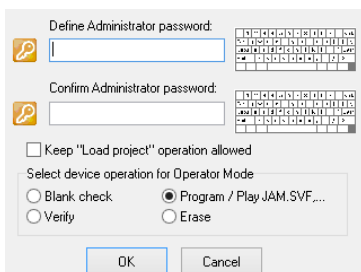 Define Administrator password:
Confirm Administrator password:
Keep "Load project" operation allowed
Select device operation for Operator Mode
Blank check
Program / Play JAM.SVF,...
Verify
Erase
OK
Cancel